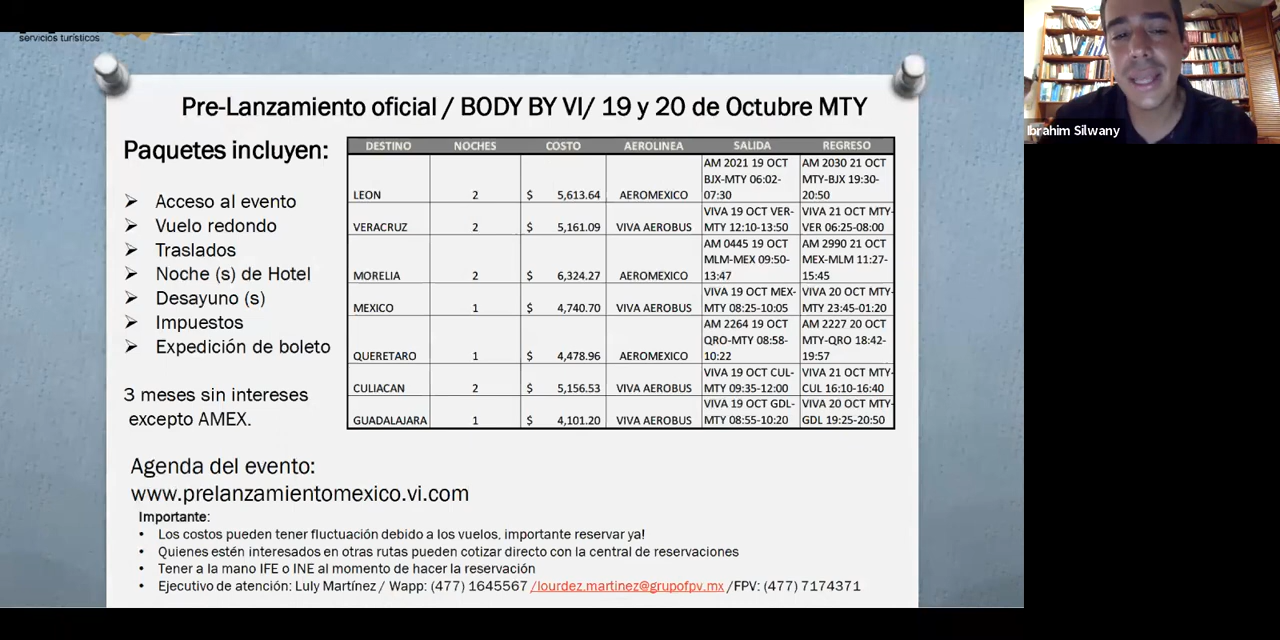 servicios turísticos
Ibrahim Silwany
Pre-Lanzamiento oficial / BODY BY VI/ 19 y 20 de Octubre MTY
Paquetes incluyen:
➢ Acceso al evento
➢ Vuelo redondo
➢ Traslados
➢ Noche (s) de Hotel
➢ Desayuno (s)
➢ Impuestos
➢ Expedición de boleto
3 meses sin intereses
excepto AMEX.
DESTINO NOCHES COSTO AEROLINEA SALIDA REGRESO
AM 2021 19 OCT AM 2030 21 OCT
BJX-MTY 06:02- MTY-BJX 19:30-
LEON 2 $ 5,613.64 AEROMEXICO 07:30 20:50
VIVA 19 OCT VER- VIVA 21 OCT MTY-
VERACRUZ 2 $ 5,161.09 VIVA AEROBUS MTY 12:10-13:50 VER 06:25-08:00
AM 0445 19 OCT AM 2990 21 OCT
MLM-MEX 09:50- MEX-MLM 11:27-
MORELIA 2 $ 6,324.27 AEROMEXICO 13:47 15:45
VIVA 19 OCT MEX- VIVA 20 OCT MTY-
MEXICO 1 $ 4,740.70 VIVA AEROBUS MTY 08:25-10:05 MTY 23:45-01:20
AM 2264 19 OCT AM 2227 20 OCT
QRO-MTY 08:58- MTY-QRO 18:42-
QUERETARO 1 $ 4,478.96 AEROMEXICO 10:22 19:57
VIVA 19 OCT CUL- VIVA 21 OCT MTY-
CULIACAN 2 $ 5,156.53 VIVA AEROBUS MTY 09:35-12:00 CUL 16:10-16:40
VIVA 19 OCT GDL- VIVA 20 OCT MTY-
GUADALAJARA 1 $ 4,101.20 VIVA AEROBUS MTY 08:55-10:20 GDL 19:25-20:50
Agenda del evento:
www.prelanzamientomexico.vi.com
Importante:
• Los costos pueden tener fluctuación debido a los vuelos, importante reservar ya!
• Quienes estén interesados en otras rutas pueden cotizar directo con la central de reservaciones
• Tener a la mano IFE o INE al momento de hacer la reservación
• Ejecutivo de atención: Luly Martínez / Wapp: (477) 1645567 /lourdez.martinez@grupofpv.mx /FPV: (477) 7174371